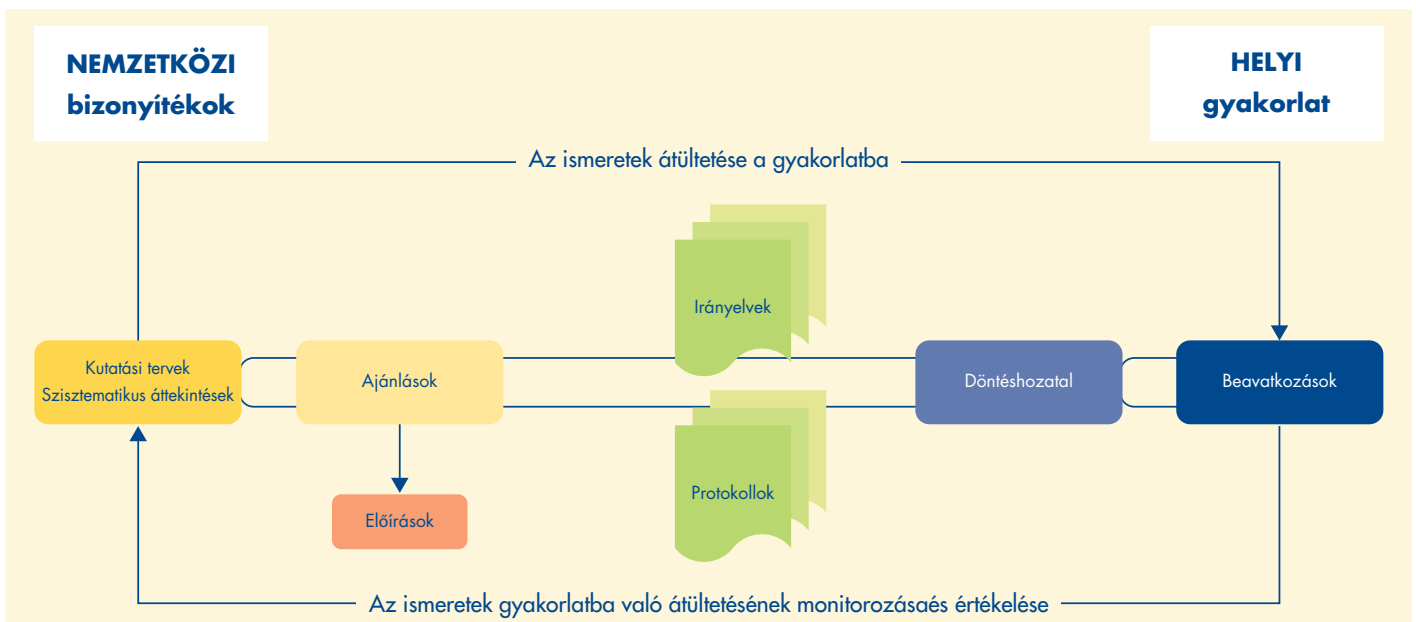 NEMZETKÖZI
bizonyítékok
HELYI
gyakorlat
Az ismeretek átültetése a gyakorlatba
Irányelvek
Kutatási tervek
Szisztematikus áttekintések
Ajánlások
Döntéshozatal
Beavatkozások
Előírások
Protokollok
Az ismeretek gyakorlatba való átültetésének monitorozásaés értékelése